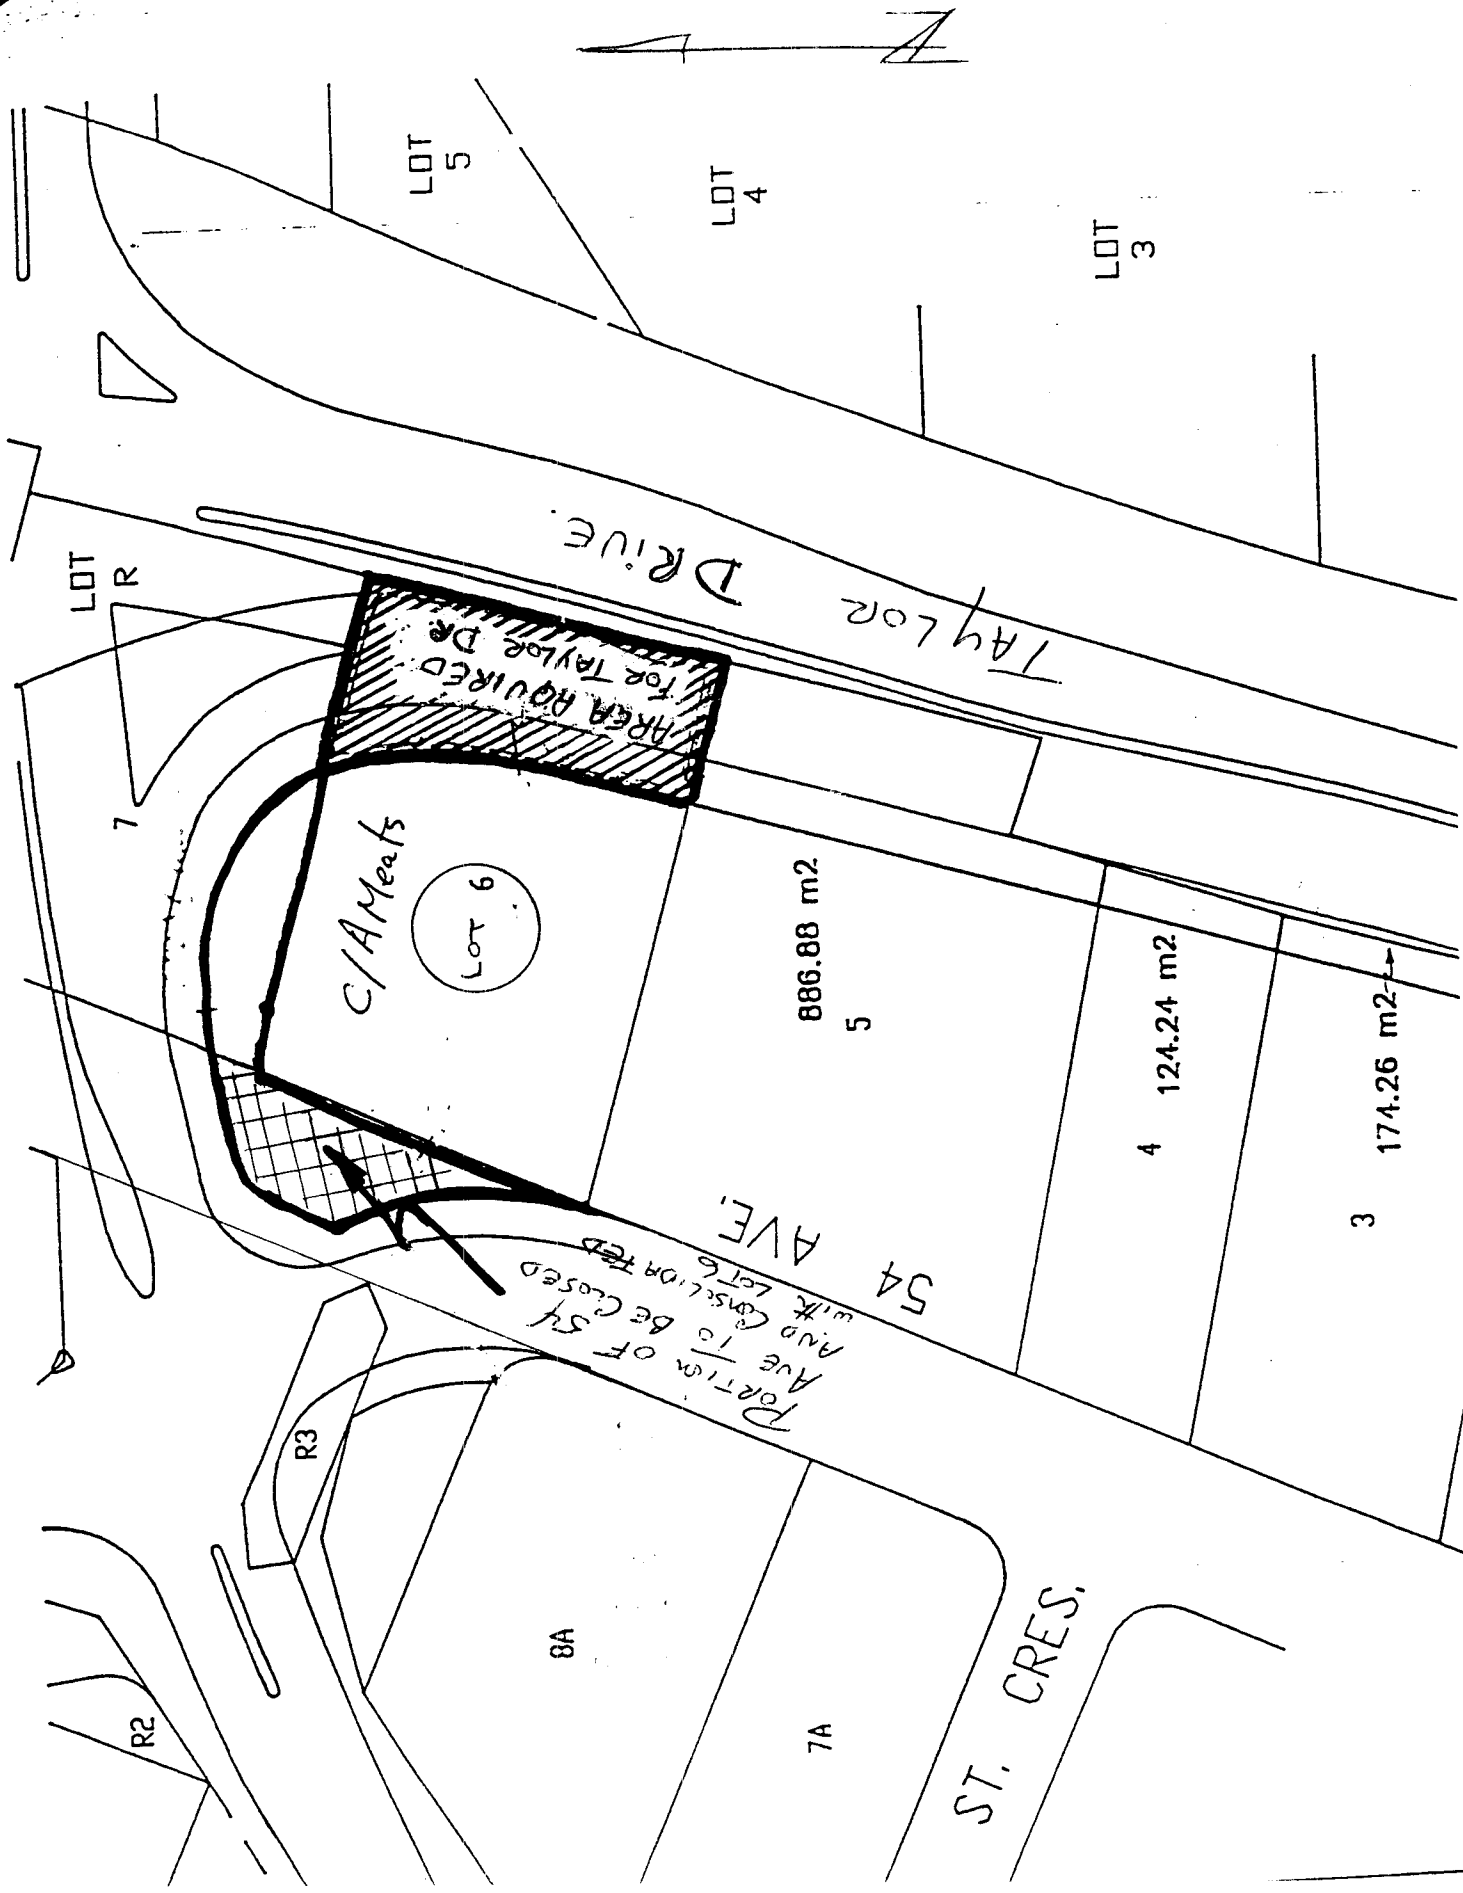 N
LOT
5
LOT
4
LOT
3
LOT
R
7
TAYLOR DRIVE.
AREA AQUIRED
FOR TAYLOR DR
C/A Meats
LOT 6
886.88 m2
5
124.24 m2
4
174.26 m2
3
54 AVE.
PORTION OF 54
AVE TO BE CLOSED
AND CONSOLIDATED
with LOT 6
R3
R2
8A
7A
ST. CRES.